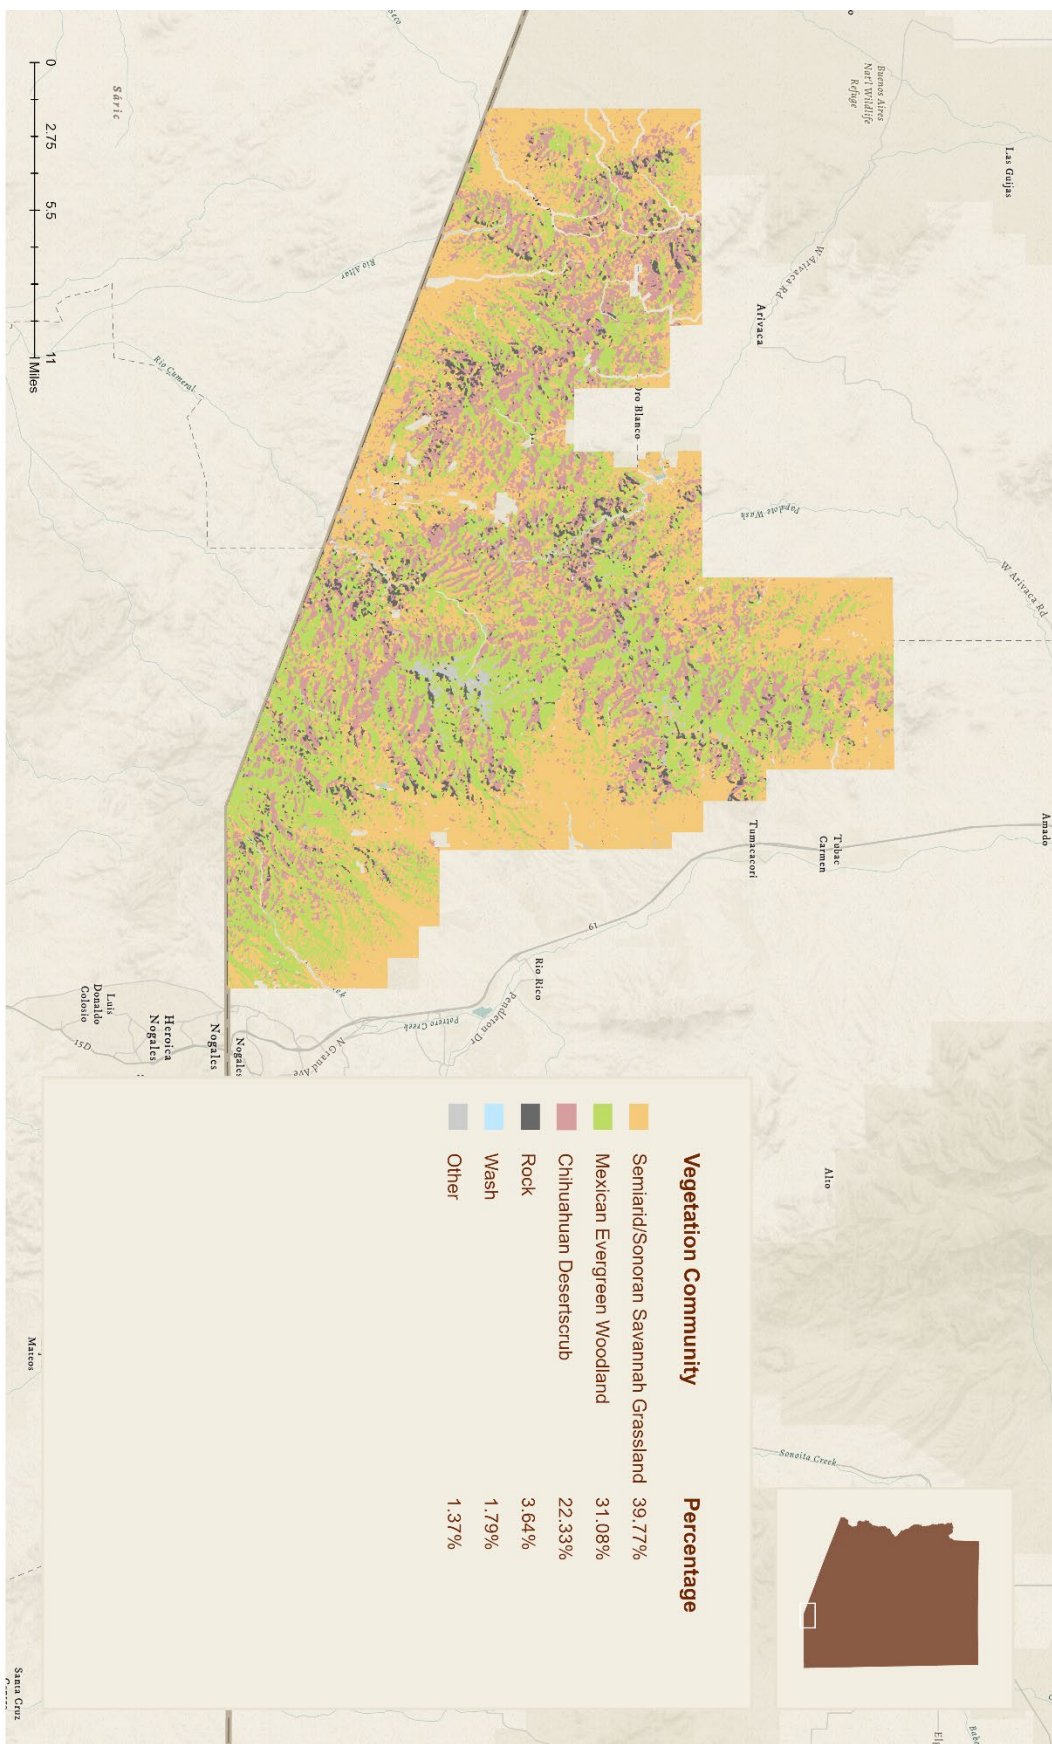 Buenos Aires
Nat'l Wildlife
Refuge
Las Guijas
W Arivaca Rd
Arivaca
Oro Blanco
Papalote Wash
W Arivaca Rd
Amado
Tubac
Carmen
Tumacacori
19
Rio Rico
Pendleton Dr
Potrero Creek
N Grand Ave
Nogales
Nogales
Heroica
Nogales
Luis
Donaldo
Colosio
15D
Sáric
Río Altar
Rio Cumeral
Alto
Sonoita Creek
Mateos
Santa Cruz
0 2.75 5.5 11
Miles
Vegetation Community Percentage
Semiarid/Sonoran Savannah Grassland 39.77%
Mexican Evergreen Woodland 31.08%
Chihuahuan Desertscrub 22.33%
Rock 3.64%
Wash 1.79%
Other 1.37%